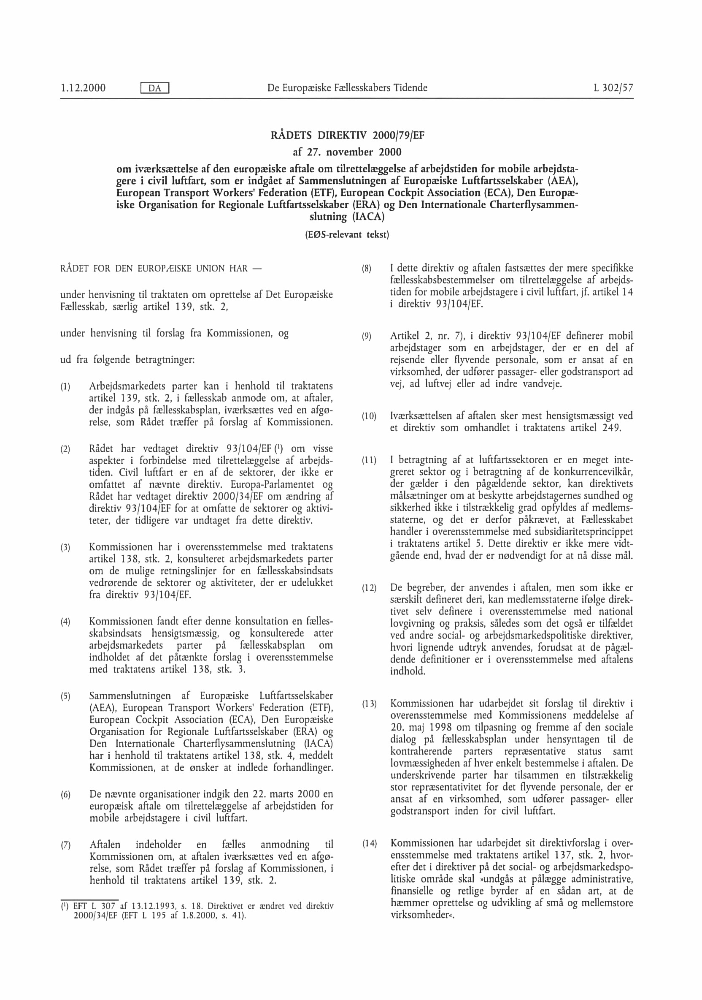 1.12.2000
DA
De Europæiske Fællesskabers Tidende
L 302/57
RÅDETS DIREKTIV 2000/79/EF
af 27. november 2000
om iværksættelse af den europæiske aftale om tilrettelæggelse af arbejdstiden for mobile arbejdsta-
gere i civil luftfart, som er indgået af Sammenslutningen af Europæiske Luftfartsselskaber (AEA),
European Transport Workers' Federation (ETF), European Cockpit Association (ECA), Den Europæ-
iske Organisation for Regionale Luftfartsselskaber (ERA) og Den Internationale Charterflysammen-
slutning (IACA)
(EØS-relevant tekst)
RÅDET FOR DEN EUROPÆISKE UNION HAR —
under henvisning til traktaten om oprettelse af Det Europæiske
Fællesskab, særlig artikel 139, stk. 2,
under henvisning til forslag fra Kommissionen, og
ud fra følgende betragtninger:
(1) Arbejdsmarkedets parter kan i henhold til traktatens
artikel 139, stk. 2, i fællesskab anmode om, at aftaler,
der indgås på fællesskabsplan, iværksættes ved en afgø-
relse, som Rådet træffer på forslag af Kommissionen.
(2) Rådet har vedtaget direktiv 93/104/EF (¹) om visse
aspekter i forbindelse med tilrettelæggelse af arbejds-
tiden. Civil luftfart er en af de sektorer, der ikke er
omfattet af nævnte direktiv. Europa-Parlamentet og
Rådet har vedtaget direktiv 2000/34/EF om ændring af
direktiv 93/104/EF for at omfatte de sektorer og aktivi-
teter, der tidligere var undtaget fra dette direktiv.
(3) Kommissionen har i overensstemmelse med traktatens
artikel 138, stk. 2, konsulteret arbejdsmarkedets parter
om de mulige retningslinjer for en fællesskabsindsats
vedrørende de sektorer og aktiviteter, der er udelukket
fra direktiv 93/104/EF.
(4) Kommissionen fandt efter denne konsultation en fælles-
skabsindsats hensigtsmæssig, og konsulterede atter
arbejdsmarkedets parter på fællesskabsplan om
indholdet af det påtænkte forslag i overensstemmelse
med traktatens artikel 138, stk. 3.
(5) Sammenslutningen af Europæiske Luftfartsselskaber
(AEA), European Transport Workers' Federation (ETF),
European Cockpit Association (ECA), Den Europæiske
Organisation for Regionale Luftfartsselskaber (ERA) og
Den Internationale Charterflysammenslutning (IACA)
har i henhold til traktatens artikel 138, stk. 4, meddelt
Kommissionen, at de ønsker at indlede forhandlinger.
(6) De nævnte organisationer indgik den 22. marts 2000 en
europæisk aftale om tilrettelæggelse af arbejdstiden for
mobile arbejdstagere i civil luftfart.
(7) Aftalen indeholder en fælles anmodning til
Kommissionen om, at aftalen iværksættes ved en afgø-
relse, som Rådet træffer på forslag af Kommissionen, i
henhold til traktatens artikel 139, stk. 2.
(¹) EFT L 307 af 13.12.1993, s. 18. Direktivet er ændret ved direktiv
2000/34/EF (EFT L 195 af 1.8.2000, s. 41).
(8) I dette direktiv og aftalen fastsættes der mere specifikke
fællesskabsbestemmelser om tilrettelæggelse af arbejds-
tiden for mobile arbejdstagere i civil luftfart, jf. artikel 14
i direktiv 93/104/EF.
(9) Artikel 2, nr. 7), i direktiv 93/104/EF definerer mobil
arbejdstager som en arbejdstager, der er en del af
rejsende eller flyvende personale, som er ansat af en
virksomhed, der udfører passager- eller godstransport ad
vej, ad luftvej eller ad indre vandveje.
(10) Iværksættelsen af aftalen sker mest hensigtsmæssigt ved
et direktiv som omhandlet i traktatens artikel 249.
(11) I betragtning af at luftfartssektoren er en meget inte-
greret sektor og i betragtning af de konkurrencevilkår,
der gælder i den pågældende sektor, kan direktivets
målsætninger om at beskytte arbejdstagernes sundhed og
sikkerhed ikke i tilstrækkelig grad opfyldes af medlems-
staterne, og det er derfor påkrævet, at Fællesskabet
handler i overensstemmelse med subsidiaritetsprincippet
i traktatens artikel 5. Dette direktiv er ikke mere vidt-
gående end, hvad der er nødvendigt for at nå disse mål.
(12) De begreber, der anvendes i aftalen, men som ikke er
særskilt defineret deri, kan medlemsstaterne ifølge direk-
tivet selv definere i overensstemmelse med national
lovgivning og praksis, således som det også er tilfældet
ved andre social- og arbejdsmarkedspolitiske direktiver,
hvori lignende udtryk anvendes, forudsat at de pågæl-
dende definitioner er i overensstemmelse med aftalens
indhold.
(13) Kommissionen har udarbejdet sit forslag til direktiv i
overensstemmelse med Kommissionens meddelelse af
20. maj 1998 om tilpasning og fremme af den sociale
dialog på fællesskabsplan under hensyntagen til de
kontraherende parters repræsentative status samt
lovmæssigheden af hver enkelt bestemmelse i aftalen. De
underskrivende parter har tilsammen en tilstrækkelig
stor repræsentativitet for det flyvende personale, der er
ansat af en virksomhed, som udfører passager- eller
godstransport inden for civil luftfart.
(14) Kommissionen har udarbejdet sit direktivforslag i over-
ensstemmelse med traktatens artikel 137, stk. 2, hvor-
efter det i direktiver på det social- og arbejdsmarkedspo-
litiske område skal »undgås at pålægge administrative,
finansielle og retlige byrder af en sådan art, at de
hæmmer oprettelse og udvikling af små og mellemstore
virksomheder«.